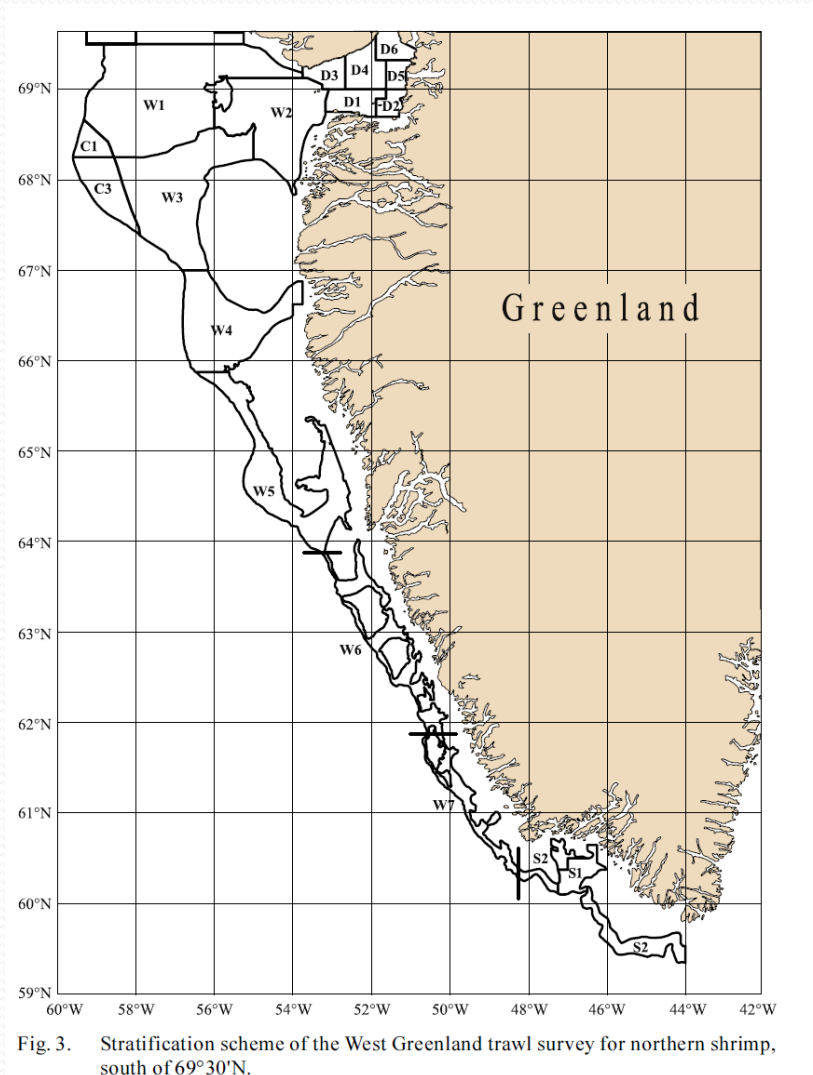 D6
D3 D4 D5
69°N
W1 W2 D1 D2
C1
68°N
C3 W3
67°N
Greenland
W4
66°N
65°N
W5
64°N
63°N
W6
62°N
W7
61°N
S2 S1
60°N
S2
59°N
60°W 58°W 56°W 54°W 52°W 50°W 48°W 46°W 44°W 42°W
Fig. 3. Stratification scheme of the West Greenland trawl survey for northern shrimp,
south of 69°30'N.